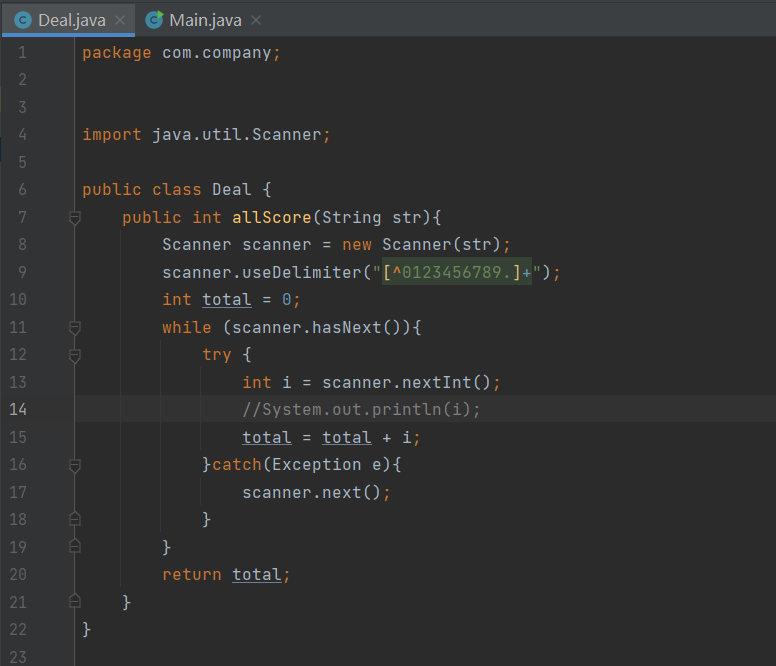 Deal.java Main.java
1 package com.company;
2
3
4 import java.util.Scanner;
5
6 public class Deal {
7     public int allScore(String str){
8         Scanner scanner = new Scanner(str);
9         scanner.useDelimiter("[^0123456789.]+");
10         int total = 0;
11         while (scanner.hasNext()){
12             try {
13                 int i = scanner.nextInt();
14                 //System.out.println(i);
15                 total = total + i;
16             }catch(Exception e){
17                 scanner.next();
18             }
19         }
20         return total;
21     }
22 }
23